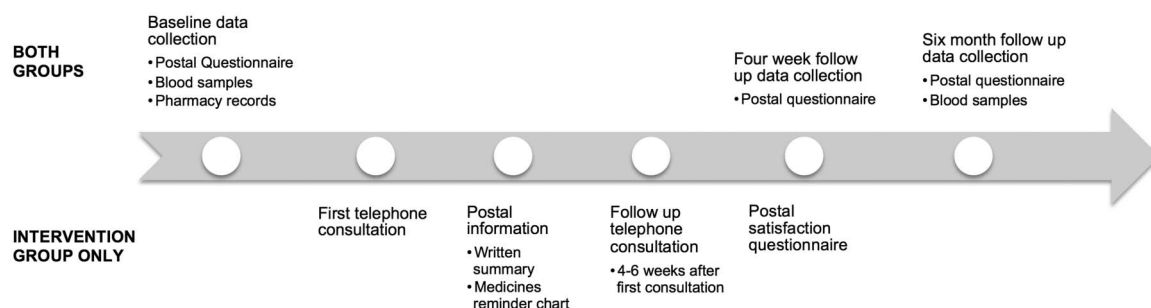 BOTH
GROUPS
Baseline data
collection
• Postal Questionnaire
• Blood samples
• Pharmacy records
Four week follow
up data collection
• Postal questionnaire
Six month follow up
data collection
• Postal questionnaire
• Blood samples
INTERVENTION
GROUP ONLY
First telephone
consultation
Postal
information
• Written
summary
• Medicines
reminder chart
Follow up
telephone
consultation
• 4-6 weeks after
first consultation
Postal
satisfaction
questionnaire